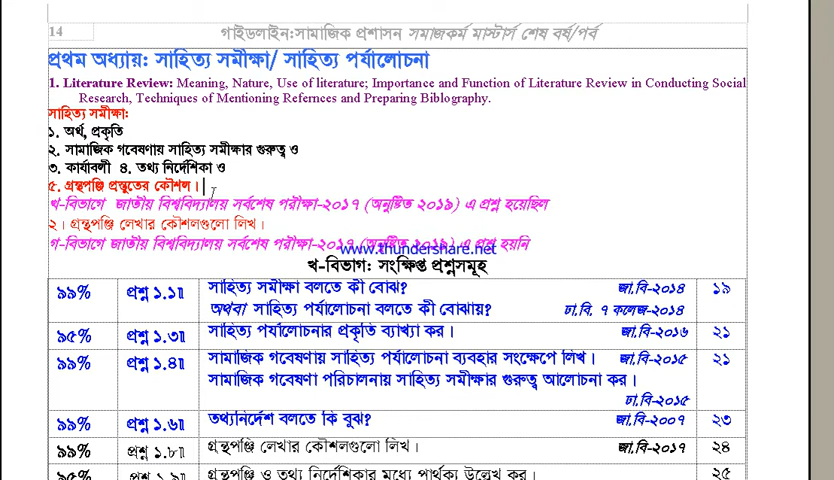 14 গাইডলাইন:সামাজিক প্রশাসন সমাজকর্ম মাস্টার্স শেষ বর্ষ/পর্ব
প্রথম অধ্যায়: সাহিত্য সমীক্ষা/ সাহিত্য পর্যালোচনা
1. Literature Review: Meaning, Nature, Use of literature; Importance and Function of Literature Review in Conducting Social
Research, Techniques of Mentioning Refernces and Preparing Biblography.
সাহিত্য সমীক্ষা:
১. অর্থ, প্রকৃতি
২. সামাজিক গবেষণায় সাহিত্য সমীক্ষার গুরুত্ব ও
৩. কার্যাবলী ৪. তথ্য নির্দেশিকা ও
৫. গ্রন্থপঞ্জি প্রস্তুতের কৌশল।
খ-বিভাগে জাতীয় বিশ্ববিদ্যালয় সর্বশেষ পরীক্ষা-২০১৭ (অনুষ্টিত ২০১৯) এ প্রশ্ন হয়েছিল
২। গ্রন্থপঞ্জি লেখার কৌশলগুলো লিখ।
গ-বিভাগে জাতীয় বিশ্ববিদ্যালয় সর্বশেষ পরীক্ষা-২০১৭ (অনুষ্টিত ২০১৯) এ প্রশ্ন হয়নি
www.thundershare.net
খ-বিভাগ: সংক্ষিপ্ত প্রশ্নসমূহ
৯৯% প্রশ্ন ১.১॥ সাহিত্য সমীক্ষা বলতে কী বোঝ? জা.বি-২০১৪ ১৯
অথবা সাহিত্য পর্যালোচনা বলতে কী বোঝায়? ঢা.বি. ৭ কলেজ-২০১৪
৯৫% প্রশ্ন ১.৩॥ সাহিত্য পর্যালোচনার প্রকৃতি ব্যাখ্যা কর। জা.বি-২০১৬ ২১
৯৯% প্রশ্ন ১.৪॥ সামাজিক গবেষণায় সাহিত্য পর্যালোচনা ব্যবহার সংক্ষেপে লিখ। জা.বি-২০১৫ ২১
সামাজিক গবেষণা পরিচালনায় সাহিত্য সমীক্ষার গুরুত্ব আলোচনা কর।
ঢা.বি-২০১৫
৯৯% প্রশ্ন ১.৬॥ তথ্যনির্দেশ বলতে কি বুঝ? জা.বি-২০০৭ ২৩
৯৯% প্রশ্ন ১.৮॥ গ্রন্থপঞ্জি লেখার কৌশলগুলো লিখ। জা.বি-২০১৭ ২৪
৯৫% প্রশ্ন ১.৯॥ গ্রন্থপঞ্জি ও তথ্য নির্দেশিকার মধ্যে পার্থক্য উল্লেখ কর। ২৫